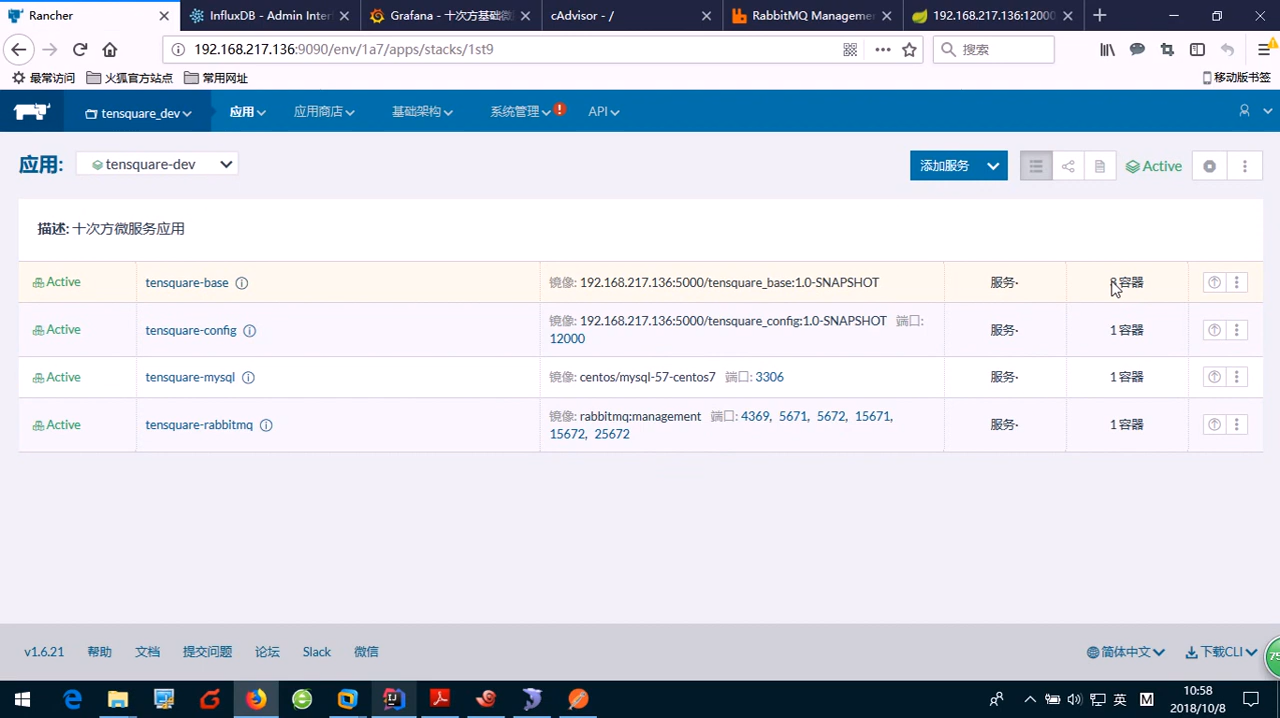 Rancher
InfluxDB - Admin Inter
Grafana - 十次方基础微
cAdvisor - /
RabbitMQ Manageme
192.168.217.136:12000
192.168.217.136:9090/env/1a7/apps/stacks/1st9
搜索
最常访问
火狐官方站点
常用网址
移动版书签
tensquare_dev
应用
应用商店
基础架构
系统管理
API
应用:
tensquare-dev
添加服务
Active
描述: 十次方微服务应用
Active
tensquare-base
镜像: 192.168.217.136:5000/tensquare_base:1.0-SNAPSHOT
服务
容器
Active
tensquare-config
镜像: 192.168.217.136:5000/tensquare_config:1.0-SNAPSHOT 端口:
12000
服务
1 容器
Active
tensquare-mysql
镜像: centos/mysql-57-centos7 端口: 3306
服务
1 容器
Active
tensquare-rabbitmq
镜像: rabbitmq:management 端口: 4369, 5671, 5672, 15671,
15672, 25672
服务
1 容器
v1.6.21
帮助
文档
提交问题
论坛
Slack
微信
简体中文
下载CLI
75
英
M
10:58
2018/10/8